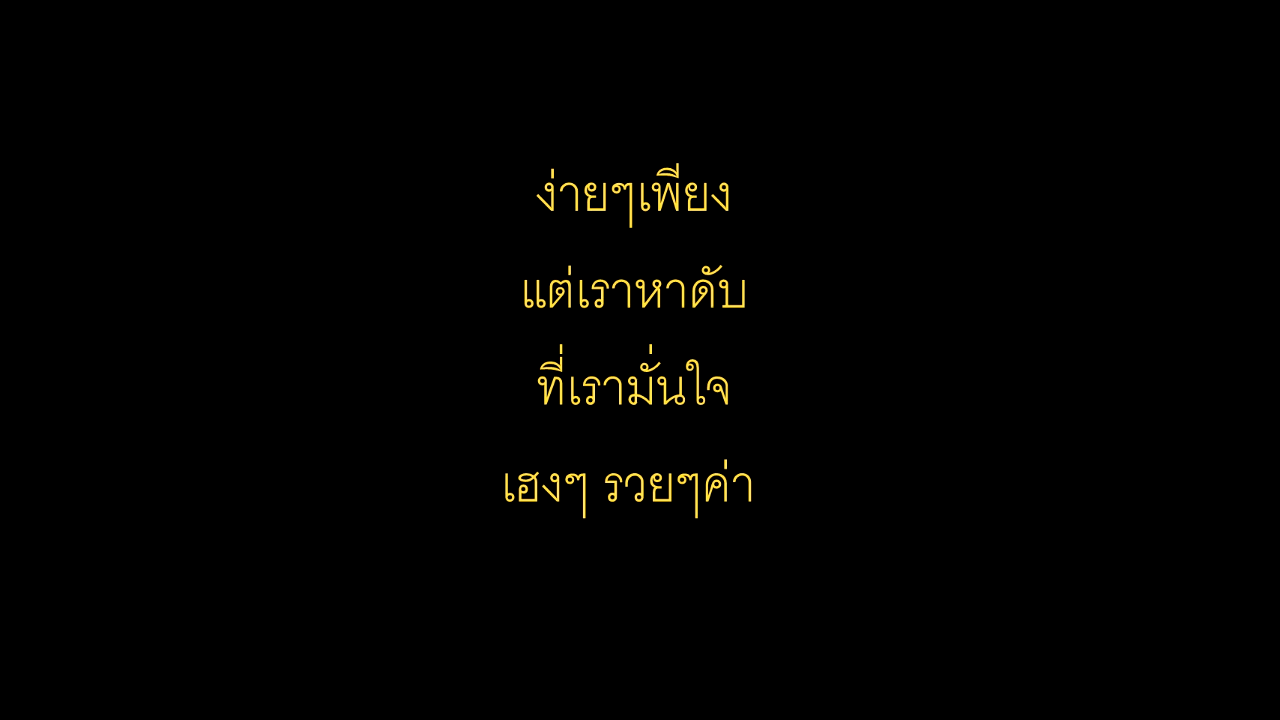 ง่ายๆเพียง
แต่เราหาดับ
ที่เรามั่นใจ
เฮงๆ รวยๆค่า